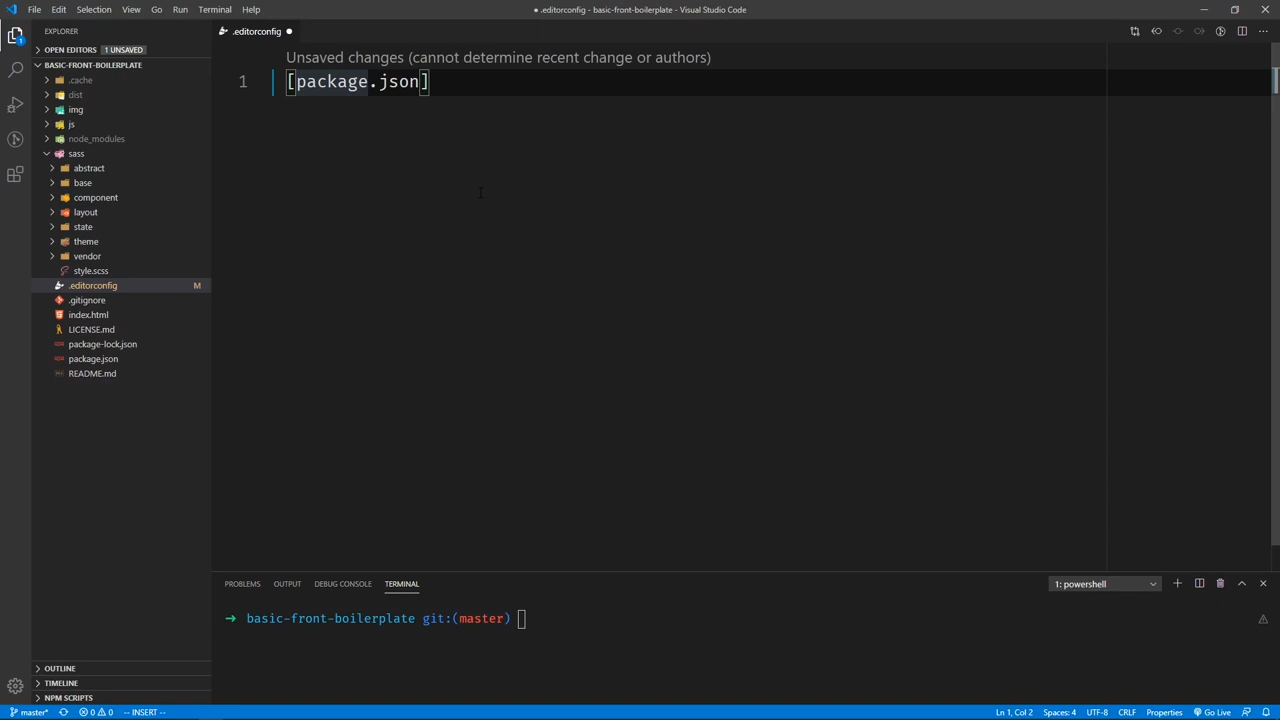 File Edit Selection View Go Run Terminal Help
● .editorconfig - basic-front-boilerplate - Visual Studio Code
EXPLORER
.editorconfig ●
OPEN EDITORS 1 UNSAVED
BASIC-FRONT-BOILERPLATE
.cache
dist
img
js
node_modules
sass
abstract
base
component
layout
state
theme
vendor
style.scss
.editorconfig M
.gitignore
index.html
LICENSE.md
package-lock.json
package.json
README.md
OUTLINE
TIMELINE
NPM SCRIPTS
1
Unsaved changes (cannot determine recent change or authors)
1 [package.json]
PROBLEMS OUTPUT DEBUG CONSOLE TERMINAL
1: powershell
➜ basic-front-boilerplate git:(master)
master* 0 0 -- INSERT --
Ln 1, Col 2 Spaces: 4 UTF-8 CRLF Properties Go Live